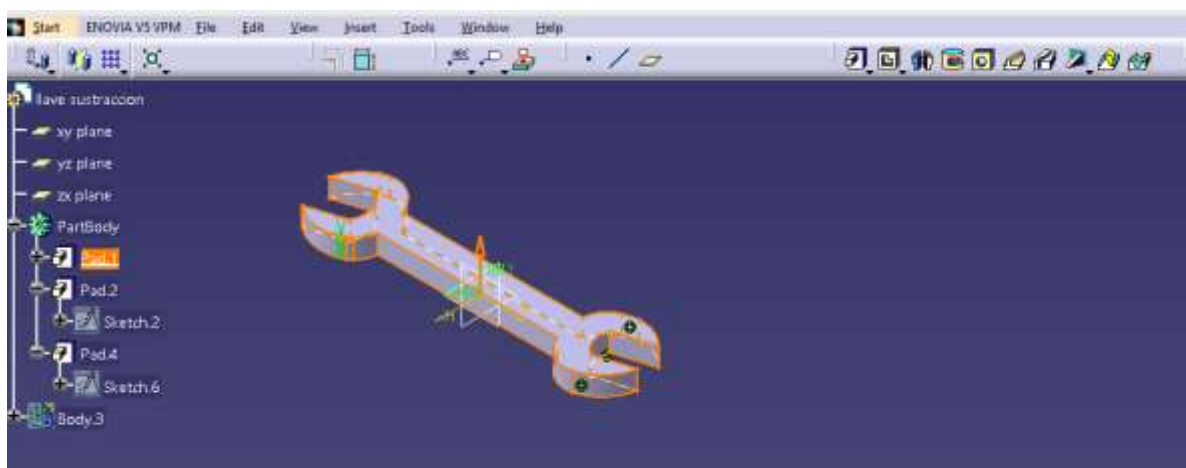 Start ENOVIA V5 VPM File Edit View Insert Tools Window Help
llave sustraccion
xy plane
yz plane
zx plane
PartBody
Pad.1
Pad.2
Sketch.2
Pad.4
Sketch.6
Body.3